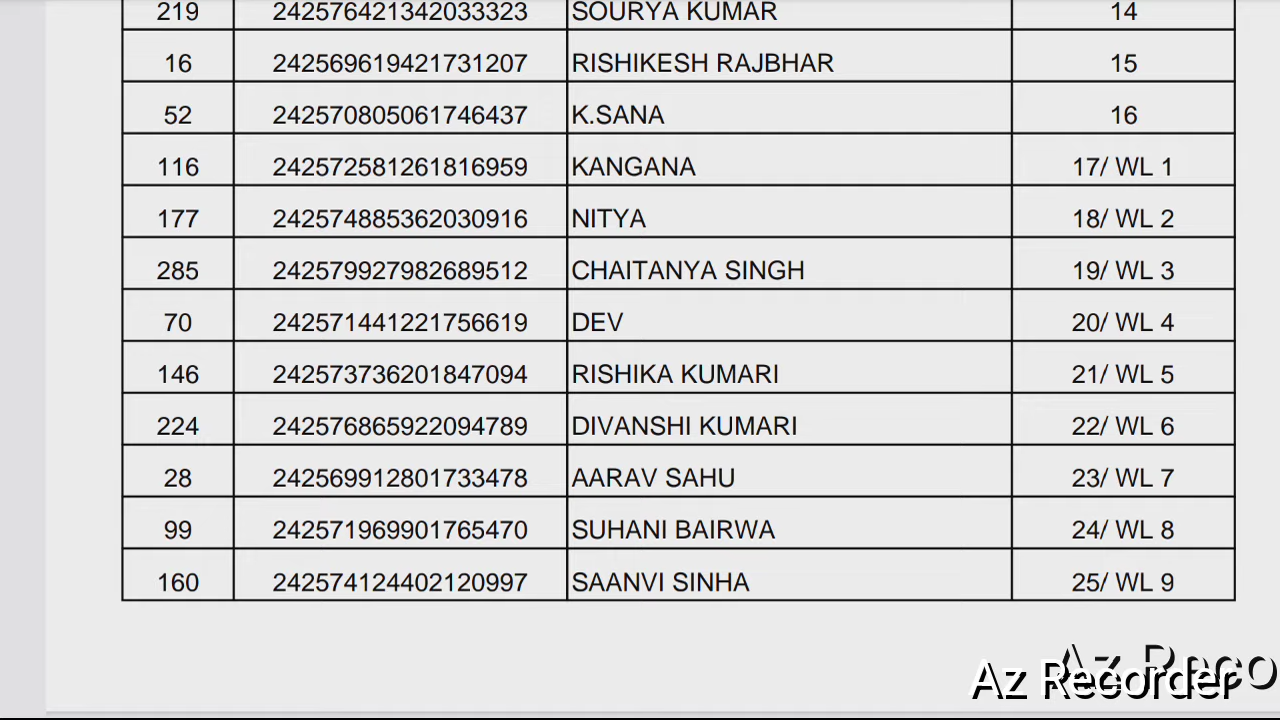 219 242576421342033323 SOURYA KUMAR 14
16 242569619421731207 RISHIKESH RAJBHAR 15
52 242570805061746437 K.SANA 16
116 242572581261816959 KANGANA 17/ WL 1
177 242574885362030916 NITYA 18/ WL 2
285 242579927982689512 CHAITANYA SINGH 19/ WL 3
70 242571441221756619 DEV 20/ WL 4
146 242573736201847094 RISHIKA KUMARI 21/ WL 5
224 242576865922094789 DIVANSHI KUMARI 22/ WL 6
28 242569912801733478 AARAV SAHU 23/ WL 7
99 242571969901765470 SUHANI BAIRWA 24/ WL 8
160 242574124402120997 SAANVI SINHA 25/ WL 9
Az Reco
Az Recorder